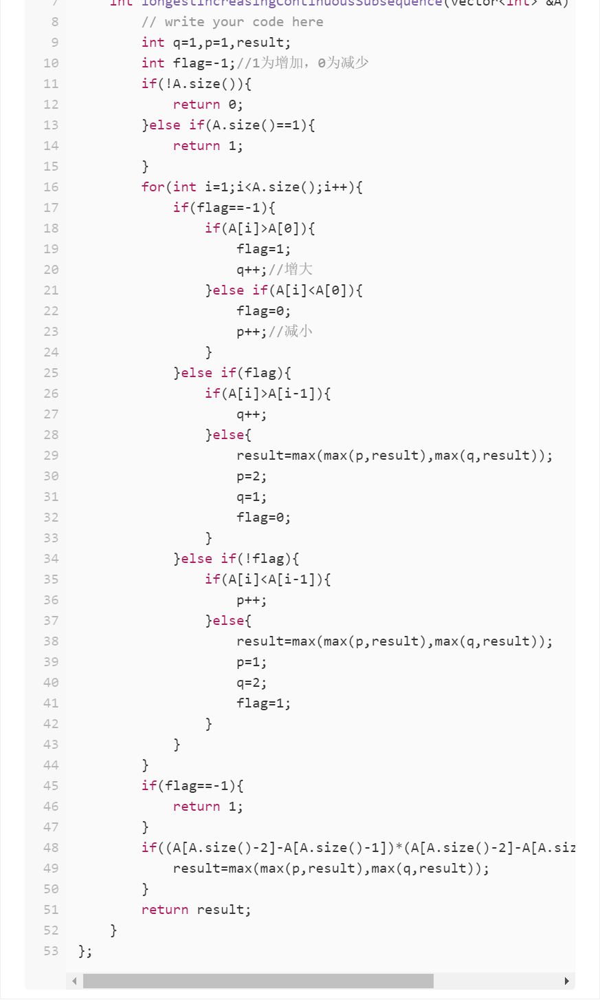 7 int longestIncreasingContinuousSubsequence(vector<int> &A)
8 // write your code here
9 int q=1,p=1,result;
10 int flag=-1;//1为增加，0为减少
11 if(!A.size()){
12 return 0;
13 }else if(A.size()==1){
14 return 1;
15 }
16 for(int i=1;i<A.size();i++){
17 if(flag==-1){
18 if(A[i]>A[0]){
19 flag=1;
20 q++;//增大
21 }else if(A[i]<A[0]){
22 flag=0;
23 p++;//减小
24 }
25 }else if(flag){
26 if(A[i]>A[i-1]){
27 q++;
28 }else{
29 result=max(max(p,result),max(q,result));
30 p=2;
31 q=1;
32 flag=0;
33 }
34 }else if(!flag){
35 if(A[i]<A[i-1]){
36 p++;
37 }else{
38 result=max(max(p,result),max(q,result));
39 p=1;
40 q=2;
41 flag=1;
42 }
43 }
44 }
45 if(flag==-1){
46 return 1;
47 }
48 if((A[A.size()-2]-A[A.size()-1])*(A[A.size()-2]-A[A.siz
49 result=max(max(p,result),max(q,result));
50 }
51 return result;
52 }
53 };